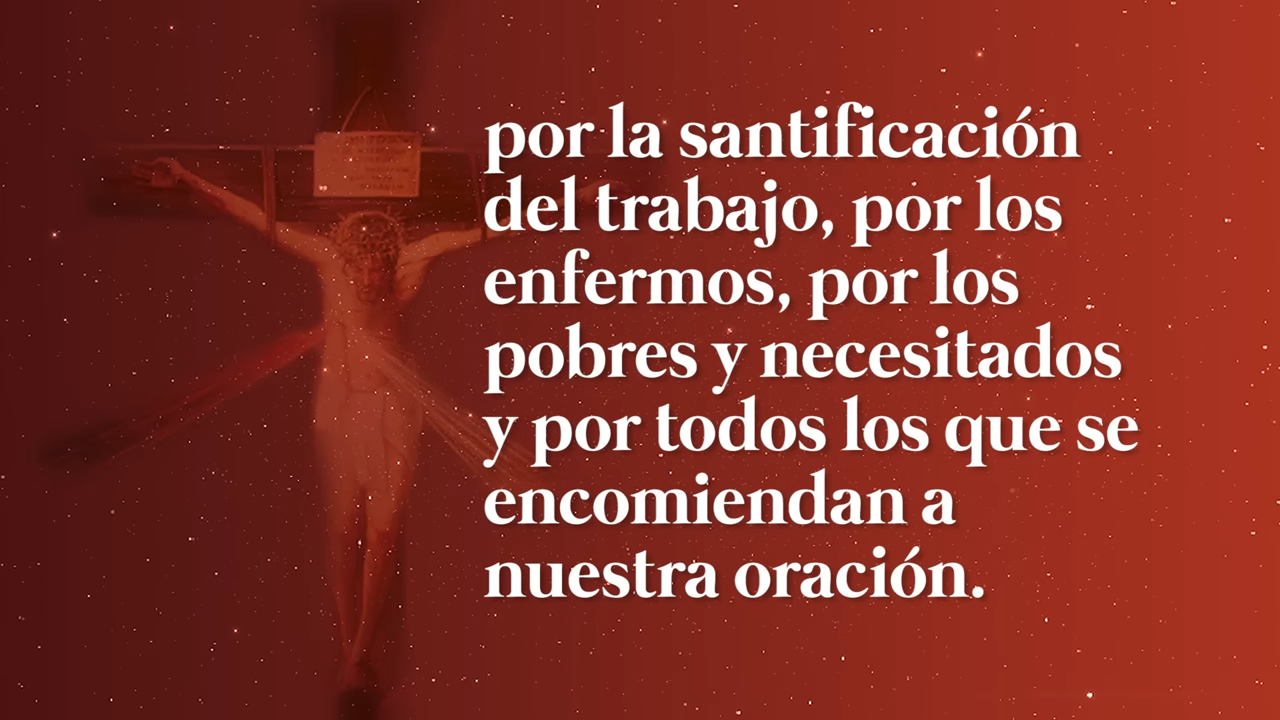 por la santificación
del trabajo, por los
enfermos, por los
pobres y necesitados
y por todos los que se
encomiendan a
nuestra oración.